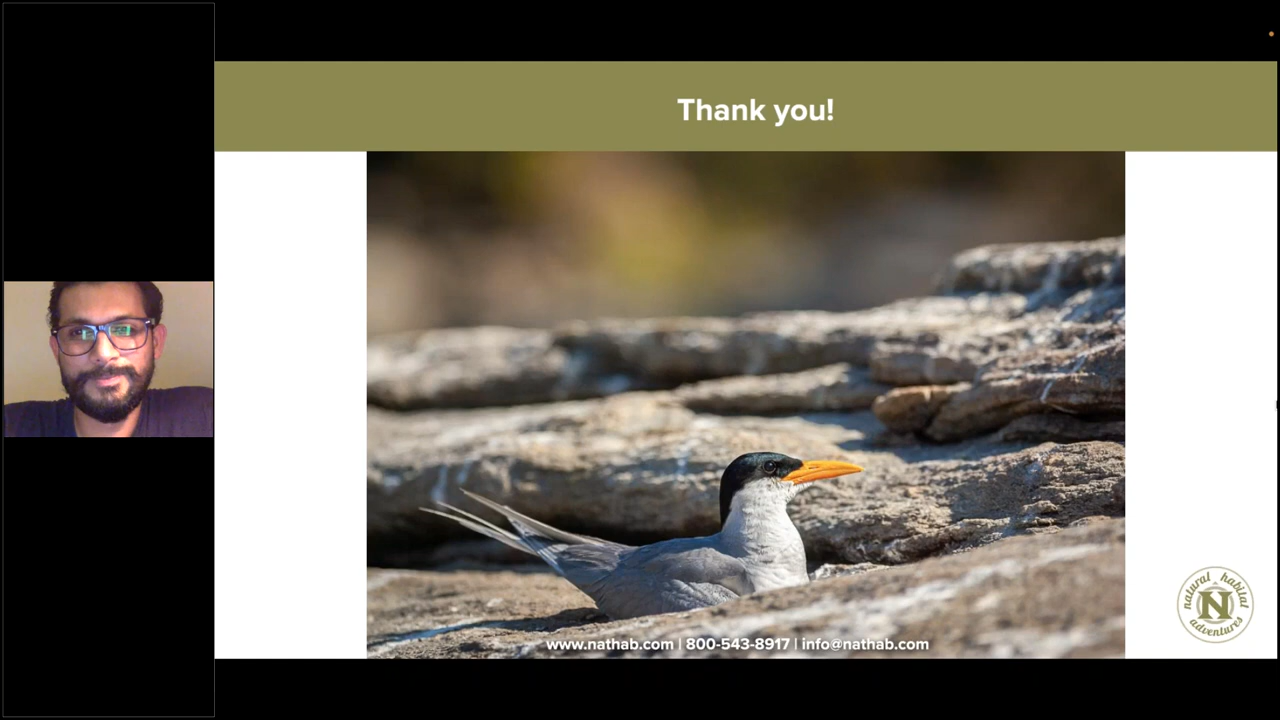 Thank you!
www.nathab.com | 800-543-8917 | info@nathab.com
natural habitat
N
adventures